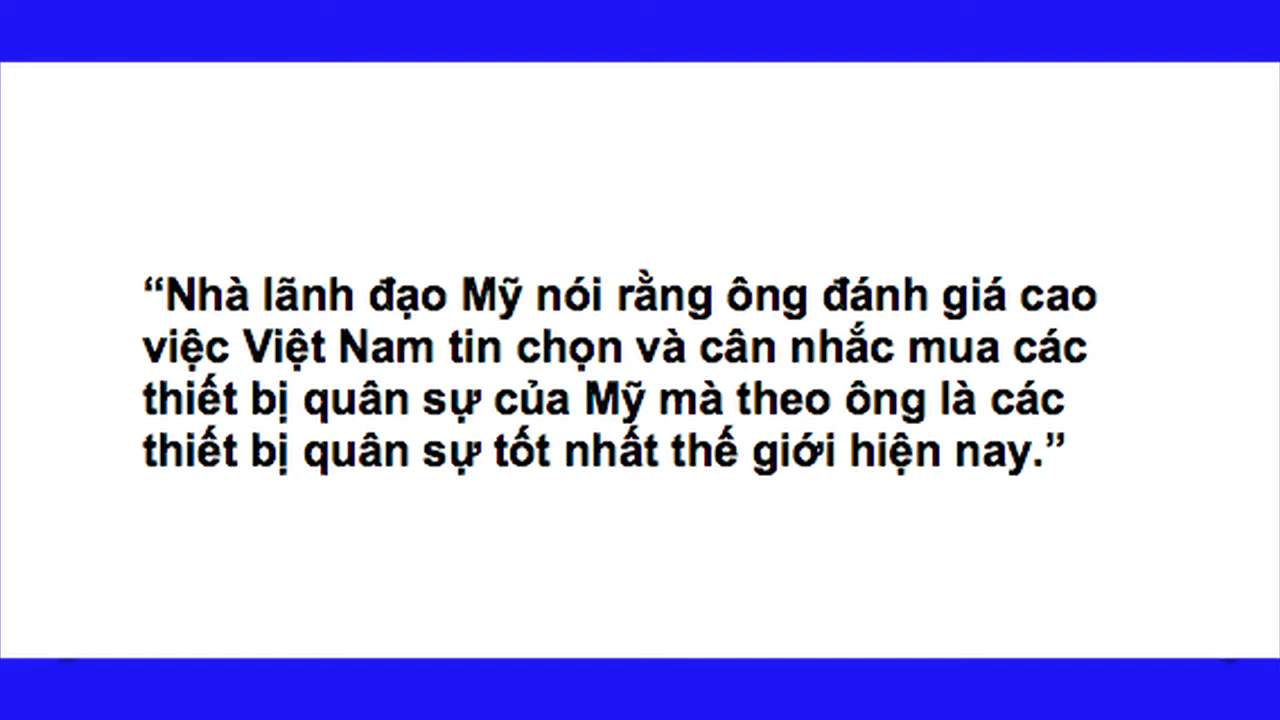 “Nhà lãnh đạo Mỹ nói rằng ông đánh giá cao
việc Việt Nam tin chọn và cân nhắc mua các
thiết bị quân sự của Mỹ mà theo ông là các
thiết bị quân sự tốt nhất thế giới hiện nay.”